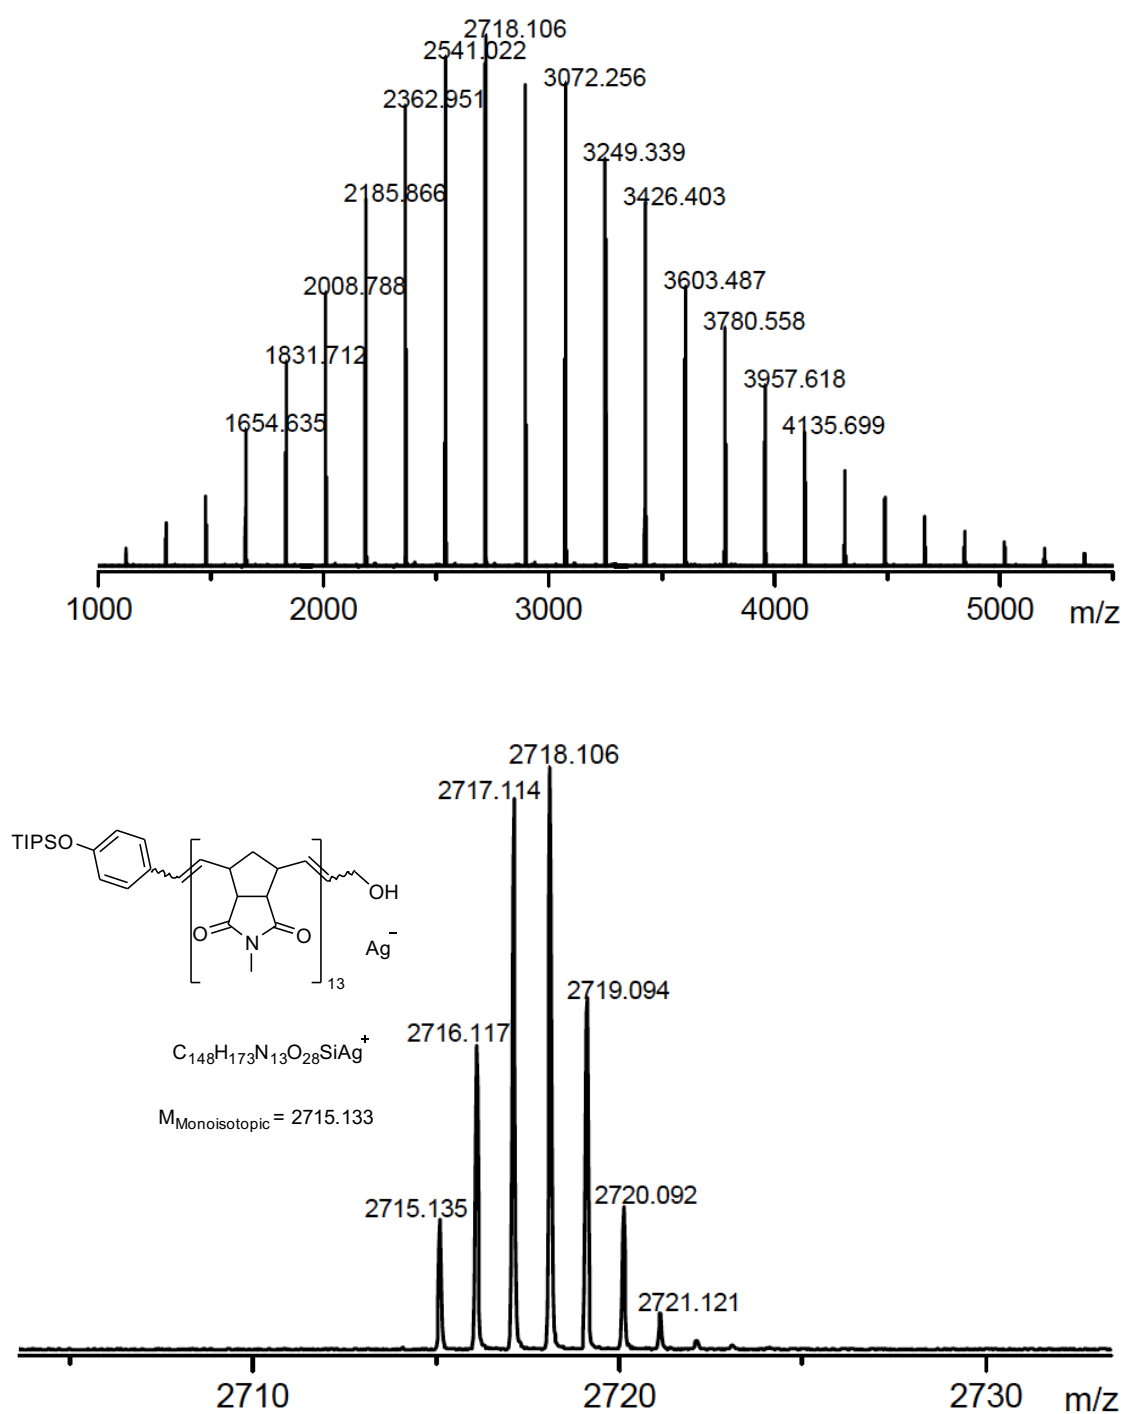 2718.106
2541.022
3072.256
2362.951
3249.339
2185.866
3426.403
2008.788
3603.487
3780.558
1831.712
3957.618
1654.635
4135.699
1000 2000 3000 4000 5000 m/z
2718.106
2717.114
TIPSO
OH
O N O
Ag⁻
13
2719.094
2716.117
C₁₄₈H₁₇₃N₁₃O₂₈SiAg⁺
M_Monoisotopic = 2715.133
2715.135
2720.092
2721.121
2710 2720 2730 m/z